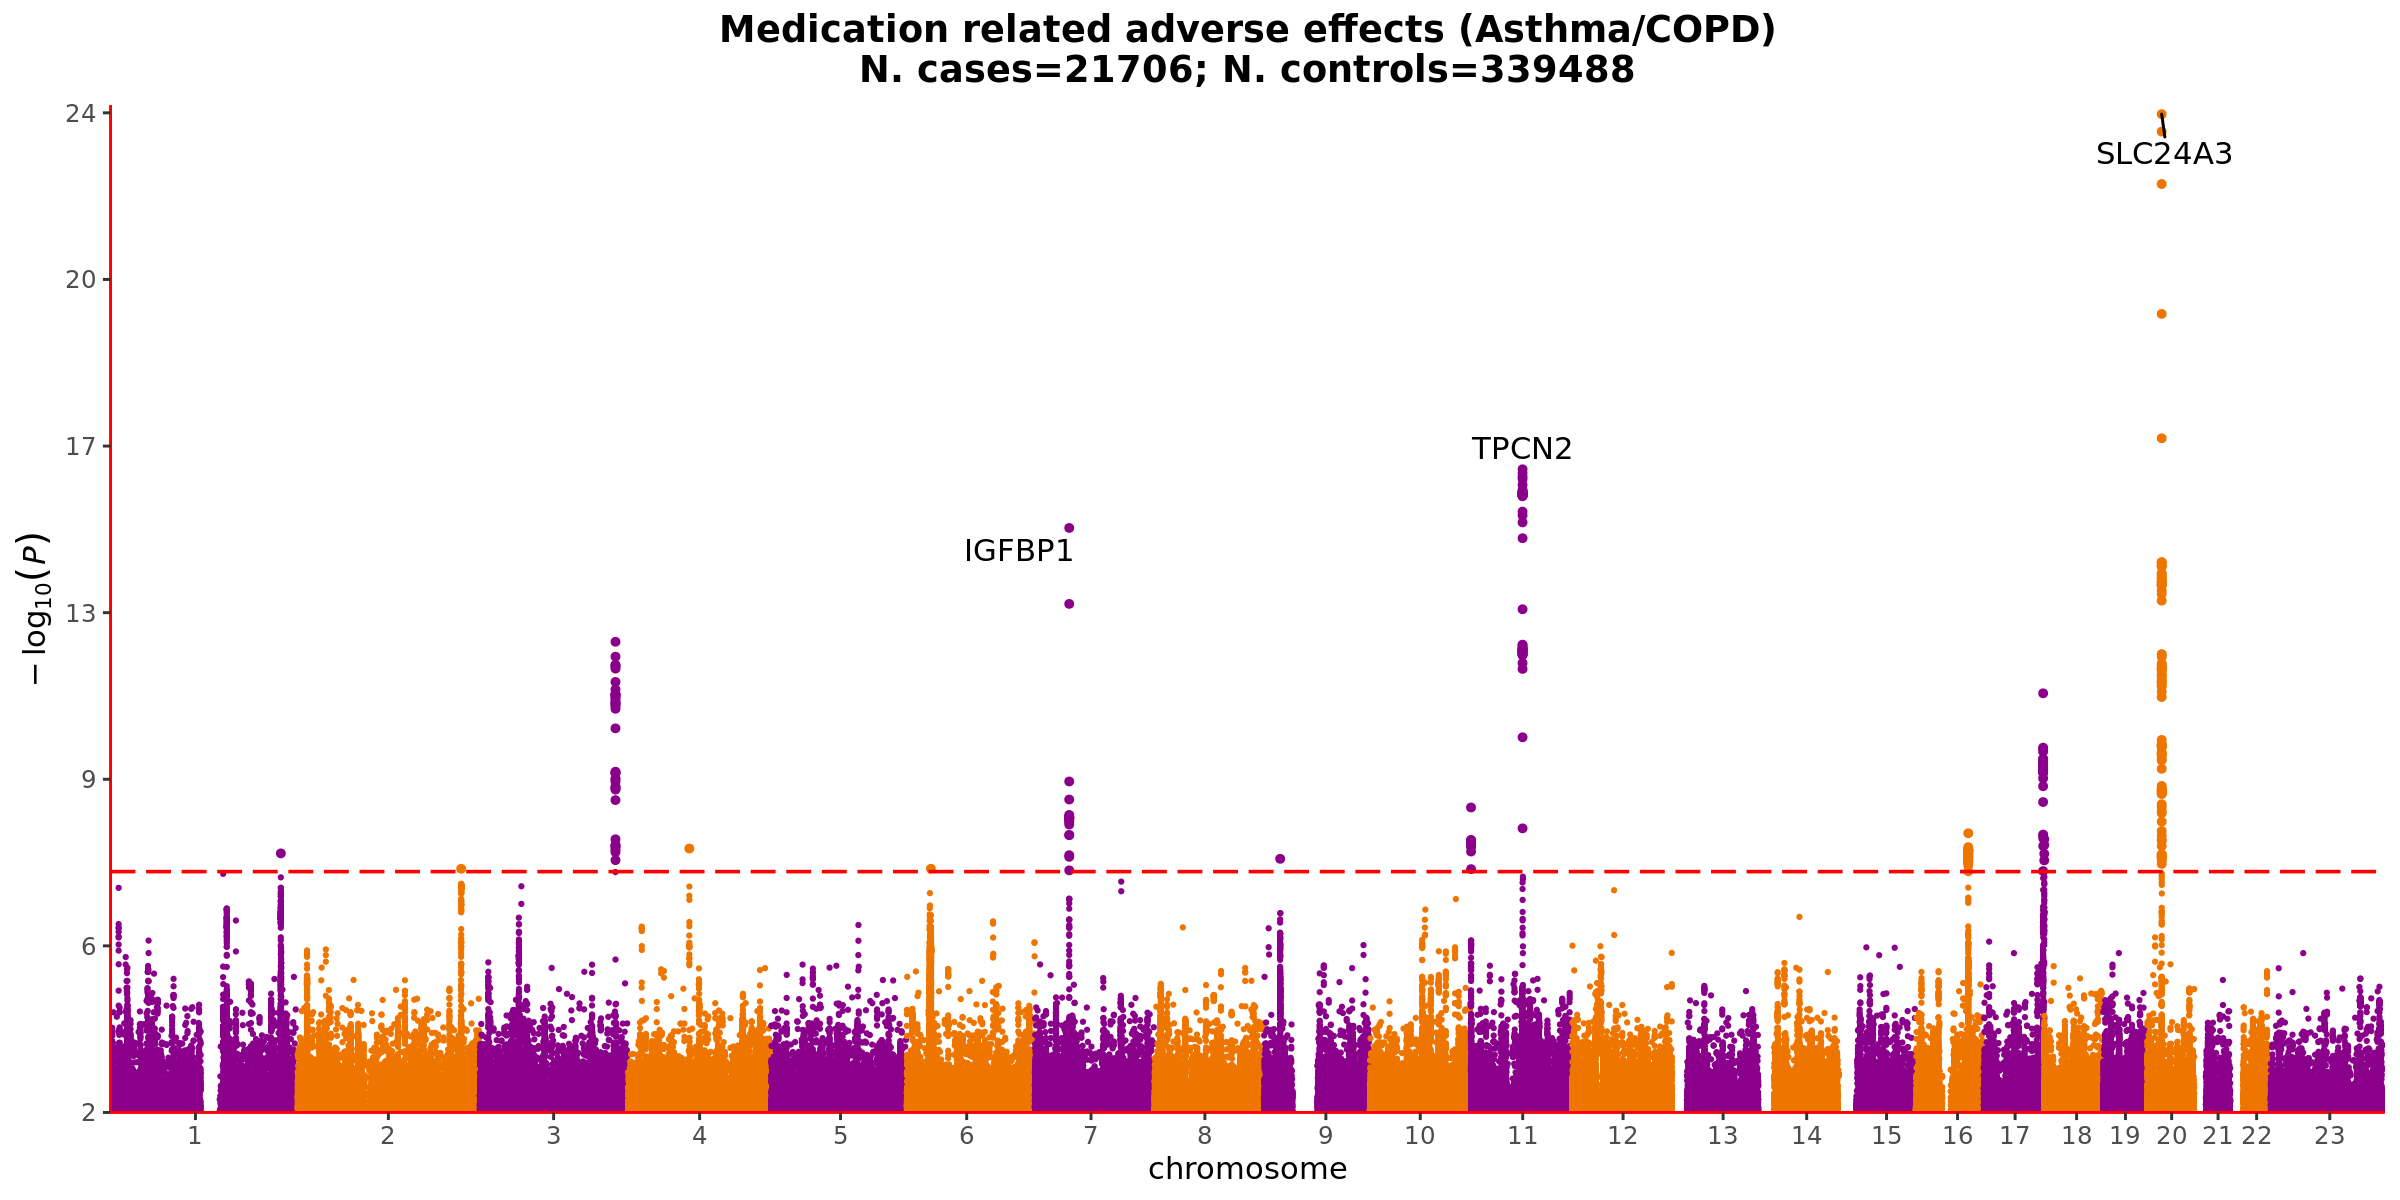 Medication related adverse effects (Asthma/COPD)
N. cases=21706; N. controls=339488
24
SLC24A3
20
17
TPCN2
IGFBP1
− log10(P)
13
9
6
2
1 2 3 4 5 6 7 8 9 10 11 12 13 14 15 16 17 18 19 20 21 22 23
chromosome